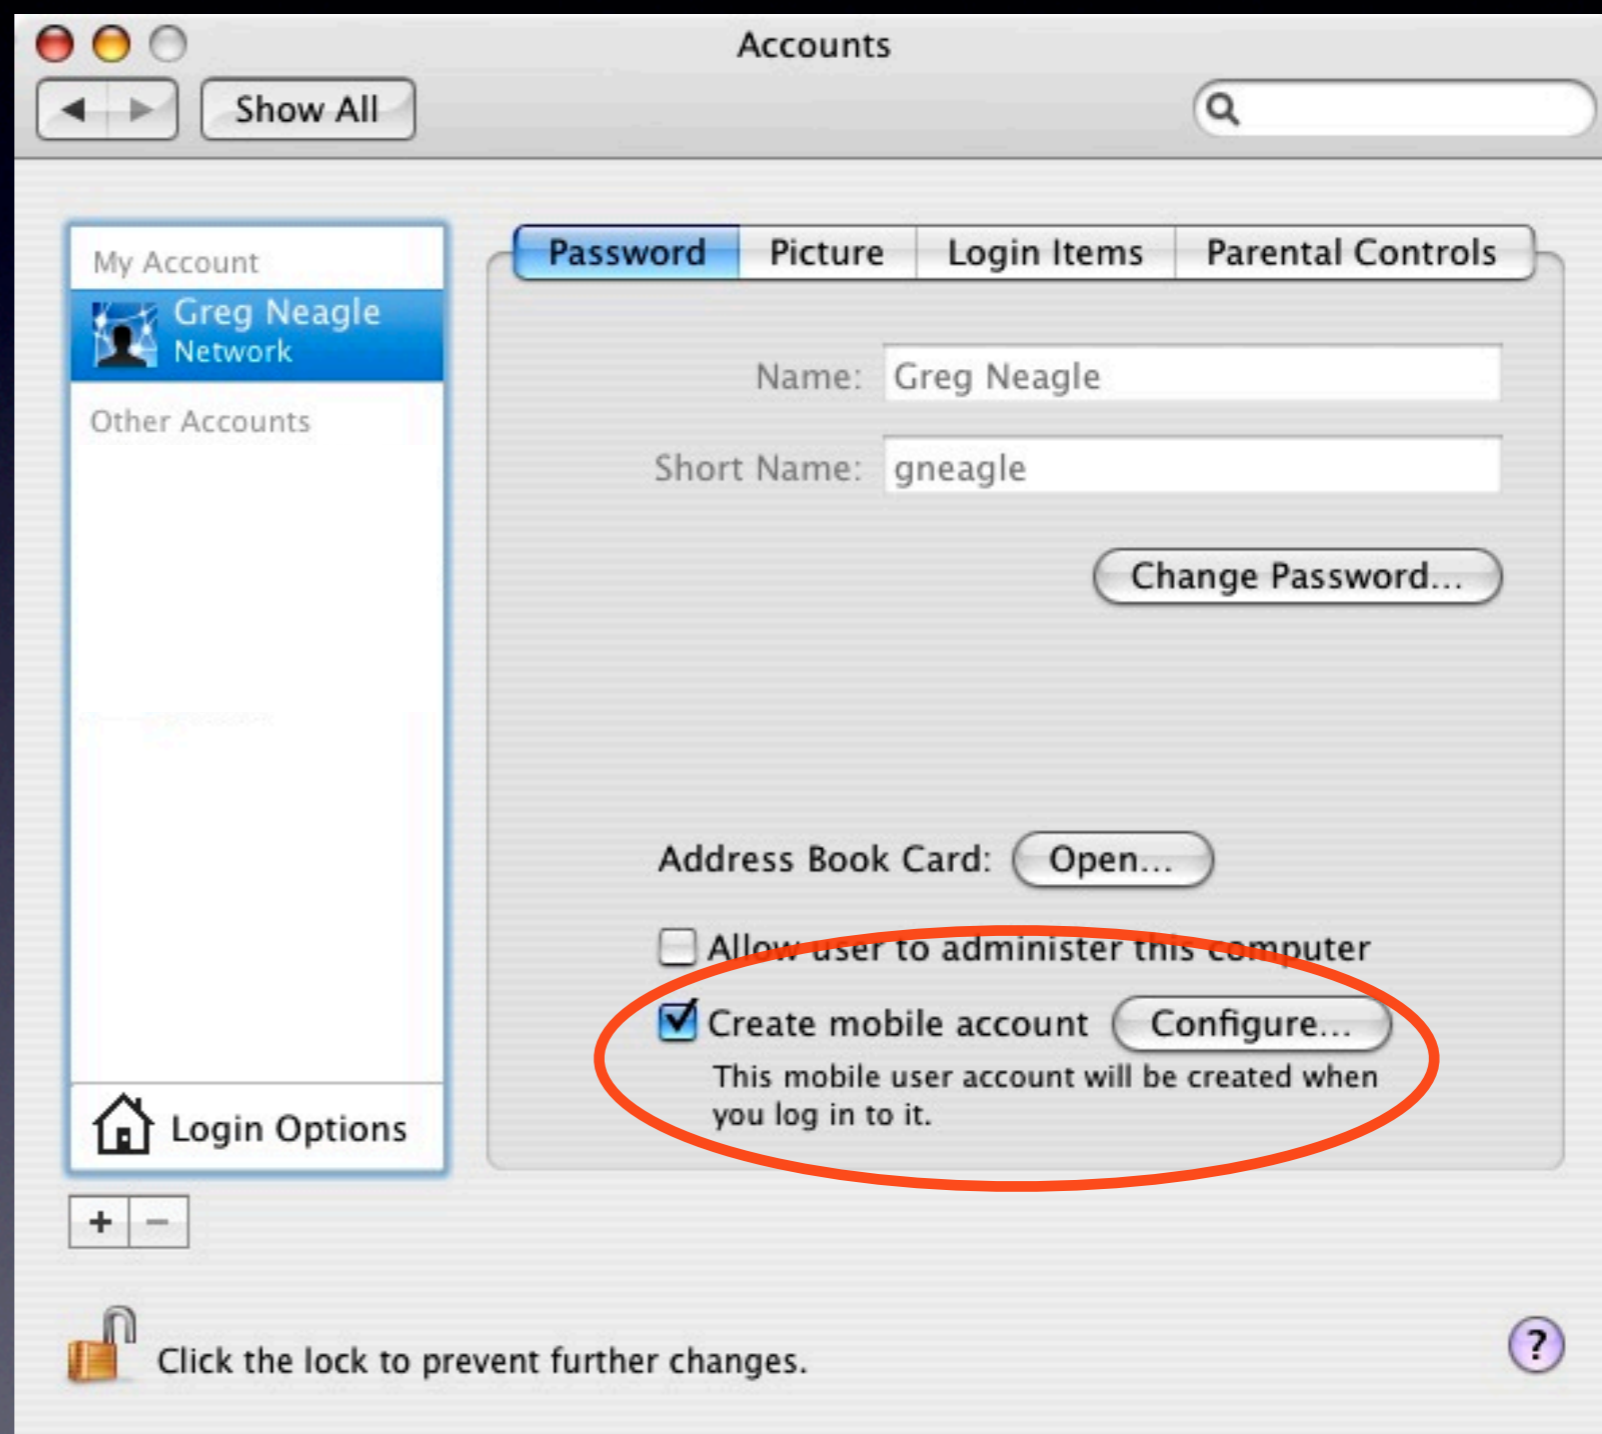 Accounts
Show All
My Account
Greg Neagle
Network
Other Accounts
Login Options
Password Picture Login Items Parental Controls
Name: Greg Neagle
Short Name: gneagle
Change Password...
Address Book Card: Open...
Allow user to administer this computer
Create mobile account Configure...
This mobile user account will be created when
you log in to it.
+ −
Click the lock to prevent further changes.
?